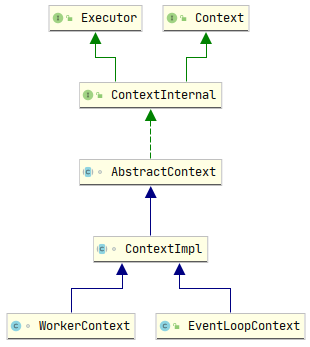 Executor
Context
ContextInternal
AbstractContext
ContextImpl
WorkerContext
EventLoopContext